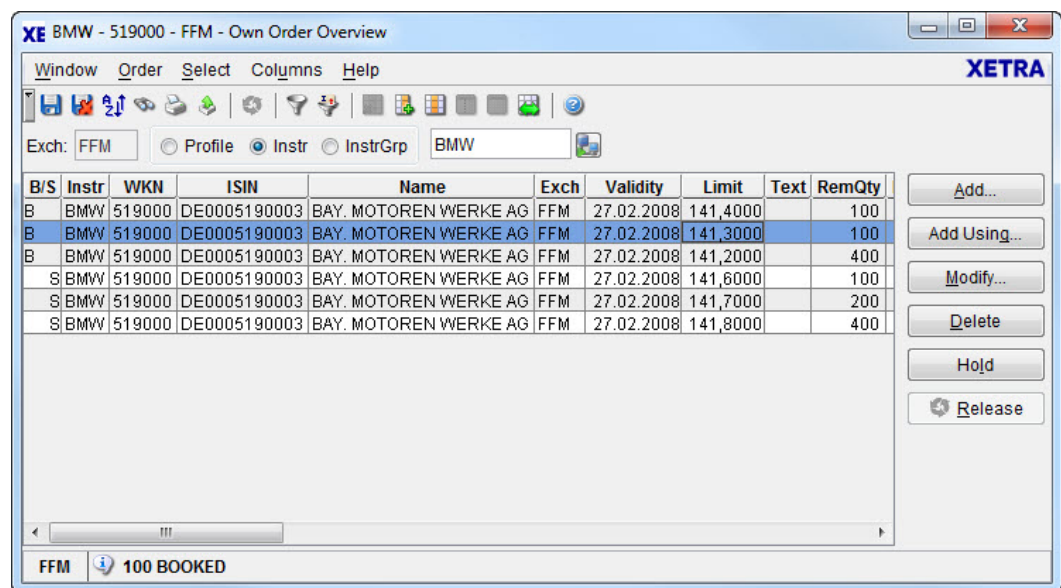 XE BMW - 519000 - FFM - Own Order Overview
Window Order Select Columns Help XETRA
Exch: FFM Profile Instr InstrGrp BMW
B/S Instr WKN ISIN Name Exch Validity Limit Text RemQty
B BMW 519000 DE0005190003 BAY. MOTOREN WERKE AG FFM 27.02.2008 141,4000 100
B BMW 519000 DE0005190003 BAY. MOTOREN WERKE AG FFM 27.02.2008 141,3000 100
B BMW 519000 DE0005190003 BAY. MOTOREN WERKE AG FFM 27.02.2008 141,2000 400
S BMW 519000 DE0005190003 BAY. MOTOREN WERKE AG FFM 27.02.2008 141,6000 100
S BMW 519000 DE0005190003 BAY. MOTOREN WERKE AG FFM 27.02.2008 141,7000 200
S BMW 519000 DE0005190003 BAY. MOTOREN WERKE AG FFM 27.02.2008 141,8000 400
Add...
Add Using...
Modify...
Delete
Hold
Release
FFM 100 BOOKED